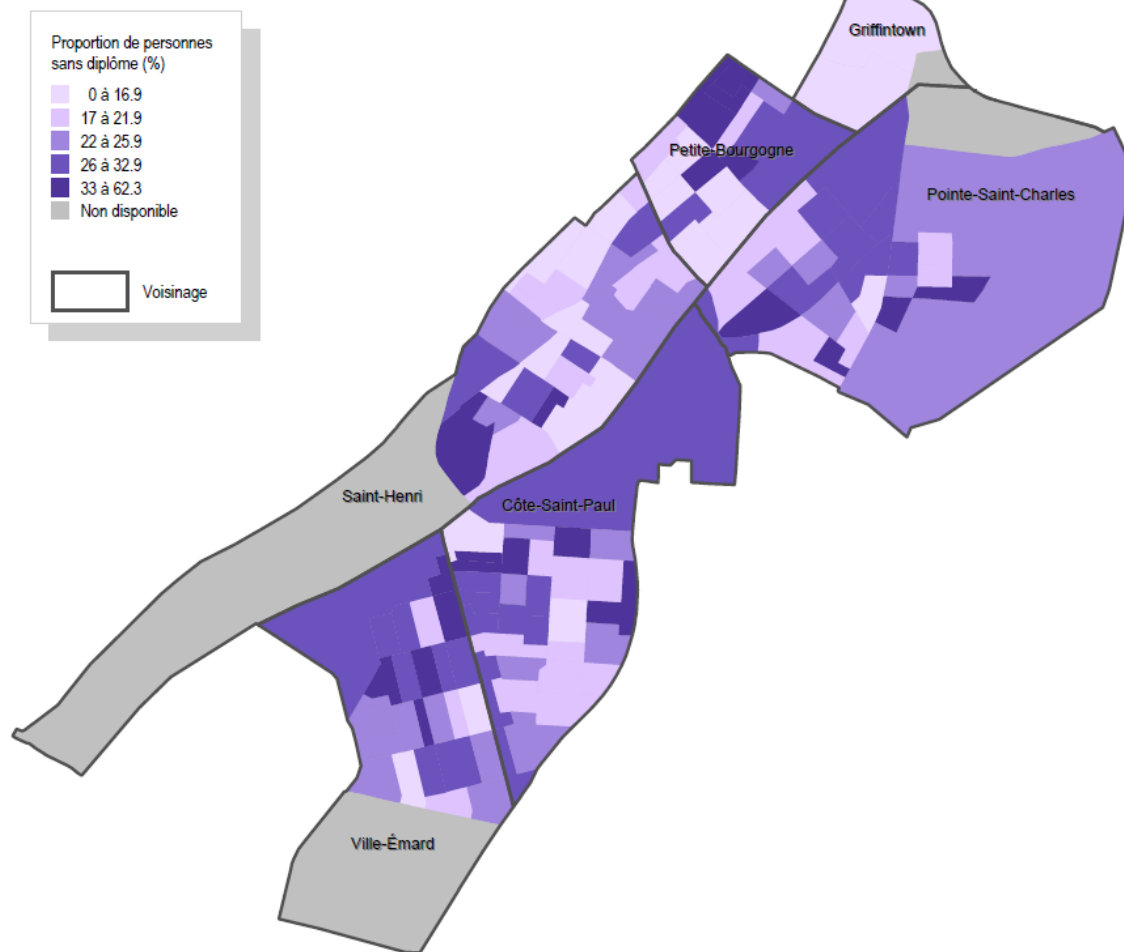 Proportion de personnes
sans diplôme (%)
0 à 16.9
17 à 21.9
22 à 25.9
26 à 32.9
33 à 62.3
Non disponible
Voisinage
Griffintown
Petite-Bourgogne
Pointe-Saint-Charles
Saint-Henri
Côte-Saint-Paul
Ville-Émard